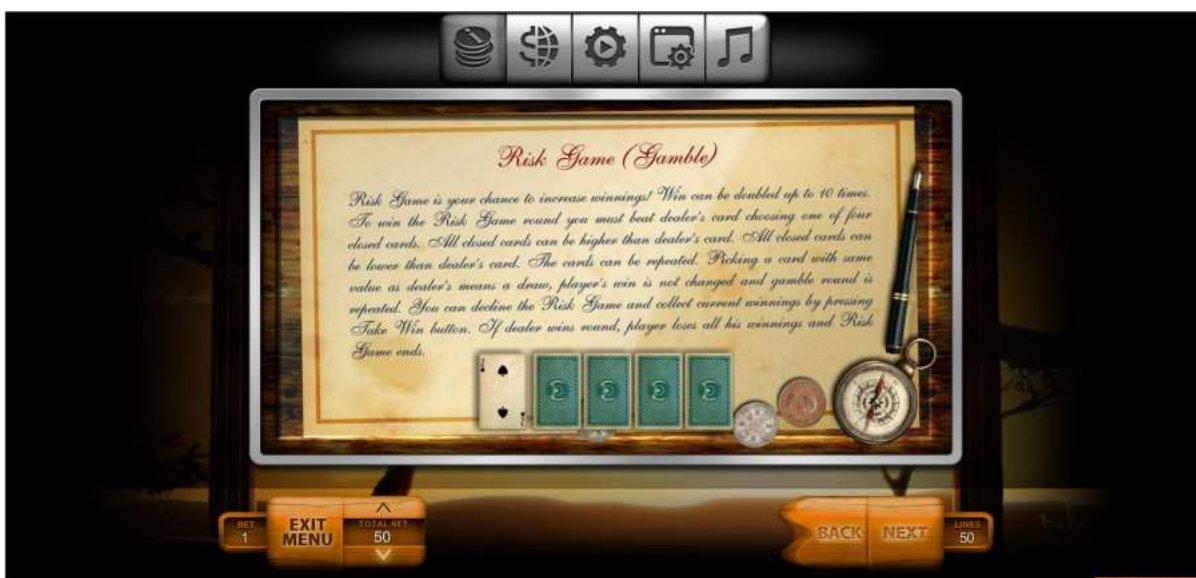 Risk Game (Gamble)
Risk Game is your chance to increase winnings! Win can be doubled up to 10 times.
To win the Risk Game round you must beat dealer's card choosing one of four
closed cards. All closed cards can be higher than dealer's card. All closed cards can
be lower than dealer's card. The cards can be repeated. Picking a card with same
value as dealer's means a draw, player's win is not changed and gamble round is
repeated. You can decline the Risk Game and collect current winnings by pressing
Take Win button. If dealer wins round, player loses all his winnings and Risk
Game ends.
BET
1
EXIT
MENU
TOTAL BET
50
BACK
NEXT
LINES
50